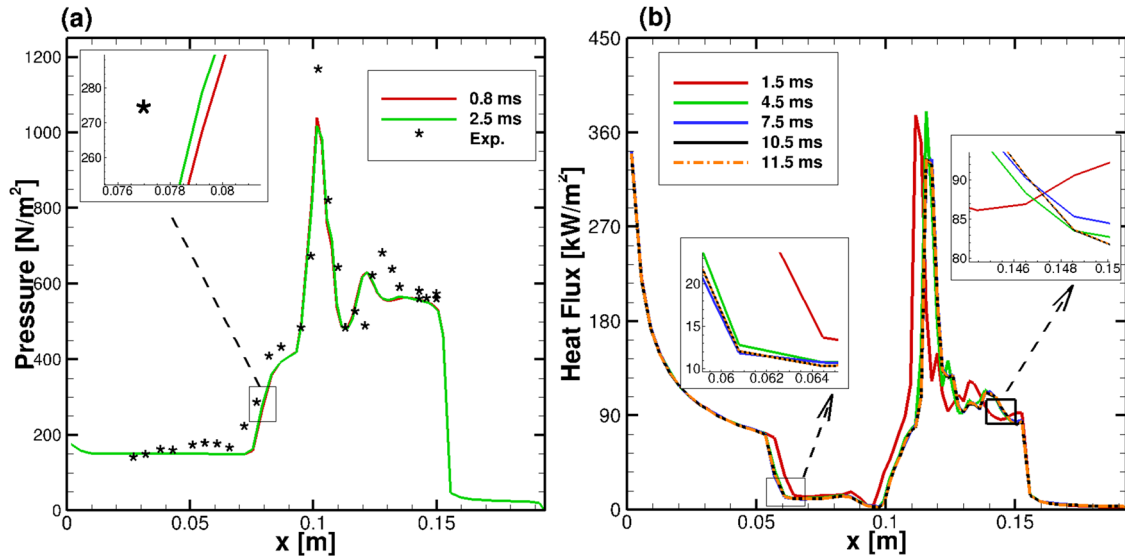 (a)
1200
1000
800
600
400
200
0
0
0.05
0.1
0.15
x [m]
Pressure [N/m²]
280
270
260
0.076
0.078
0.08
0.8 ms
2.5 ms
* Exp.
(b)
450
360
270
180
90
0
0
0.05
0.1
0.15
x [m]
Heat Flux [kW/m²]
1.5 ms
4.5 ms
7.5 ms
10.5 ms
11.5 ms
20
15
10
0.06
0.062
0.064
90
85
80
0.146
0.148
0.15